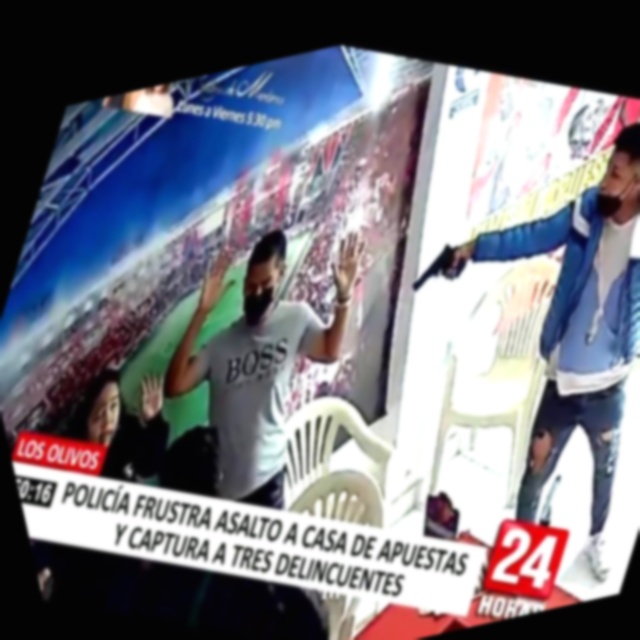 Lunes a Viernes 5:30 pm
BOSS
LOS OLIVOS
POLICÍA FRUSTRA ASALTO A CASA DE APUESTAS
Y CAPTURA A TRES DELINCUENTES
24
HORAS